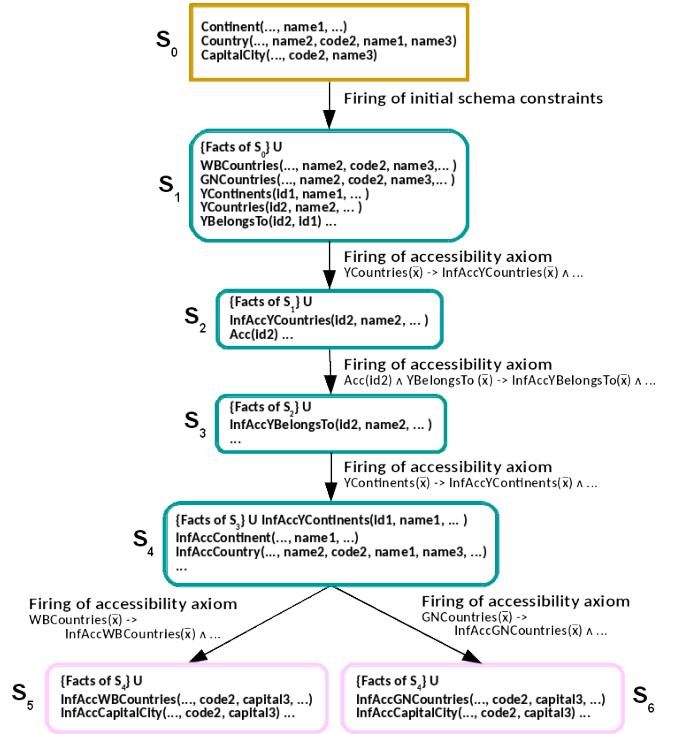 S0
Continent(..., name1, ...)
Country(..., name2, code2, name1, name3)
CapitalCity(..., code2, name3)
Firing of initial schema constraints
S1
{Facts of S0} U
WBCountries(..., name2, code2, name3,... )
GNCountries(..., name2, code2, name3,... )
YContinents(id1, name1, ... )
YCountries(id2, name2, ... )
YBelongsTo(id2, id1) ...
Firing of accessibility axiom
YCountries(x̅) -> InfAccYCountries(x̅) ∧ ...
S2
{Facts of S1} U
InfAccYCountries(id2, name2, ... )
Acc(id2) ...
Firing of accessibility axiom
Acc(id2) ∧ YBelongsTo (x̅) -> InfAccYBelongsTo(x̅) ∧ ...
S3
{Facts of S2} U
InfAccYBelongsTo(id2, name2, ... )
...
Firing of accessibility axiom
YContinents(x̅) -> InfAccYContinents(x̅) ∧ ...
S4
{Facts of S3} U InfAccYContinents(id1, name1, ... )
InfAccContinent(..., name1, ...)
InfAccCountry(..., name2, code2, name1, name3, ...)
...
Firing of accessibility axiom
WBCountries(x̅) ->
InfAccWBCountries(x̅) ∧ ...
Firing of accessibility axiom
GNCountries(x̅) ->
InfAccGNCountries(x̅) ∧ ...
S5
{Facts of S4} U
InfAccWBCountries(..., code2, capital3, ...)
InfAccCapitalCity(..., code2, capital3) ...
{Facts of S4} U
InfAccGNCountries(..., code2, capital3, ...)
InfAccCapitalCity(..., code2, capital3) ...
S6